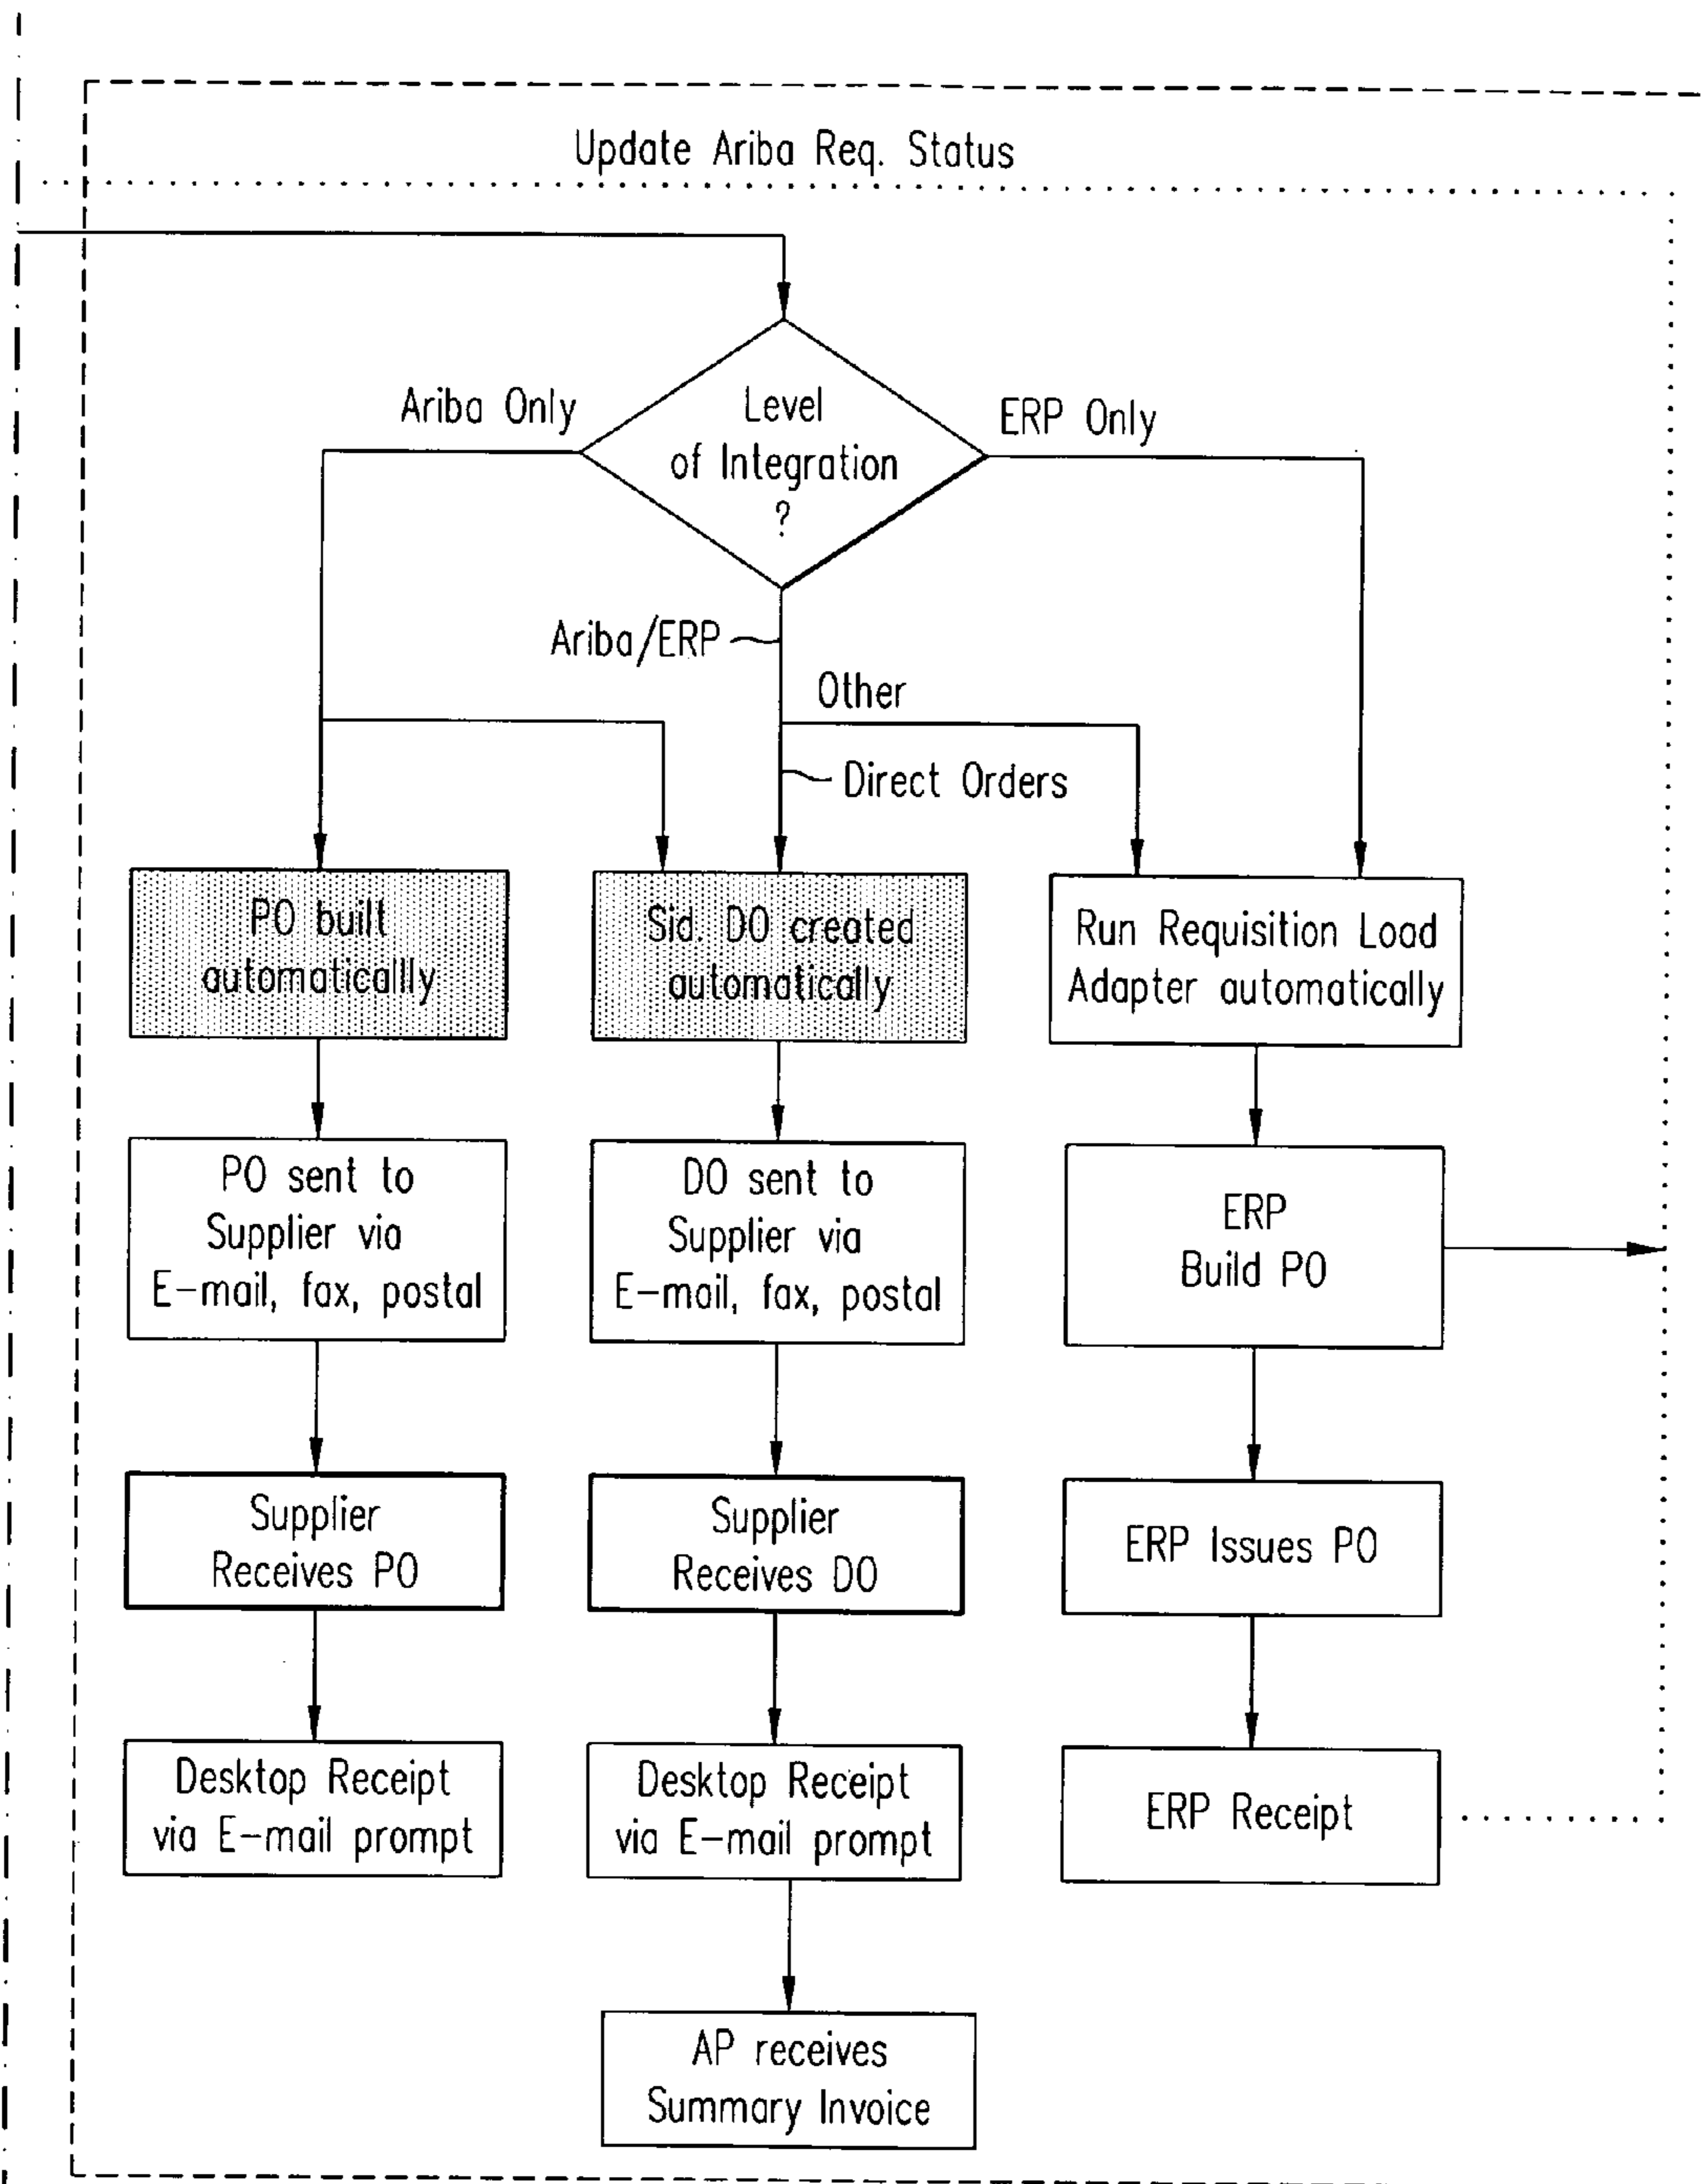 Update Ariba Req. Status
Ariba Only
Level
of Integration
?
ERP Only
Ariba/ERP
Other
Direct Orders
PO built
automaticallly
Sid. DO created
automatically
Run Requisition Load
Adapter automatically
PO sent to
Supplier via
E-mail, fax, postal
DO sent to
Supplier via
E-mail, fax, postal
ERP
Build PO
Supplier
Receives PO
Supplier
Receives DO
ERP Issues PO
Desktop Receipt
via E-mail prompt
Desktop Receipt
via E-mail prompt
ERP Receipt
AP receives
Summary Invoice